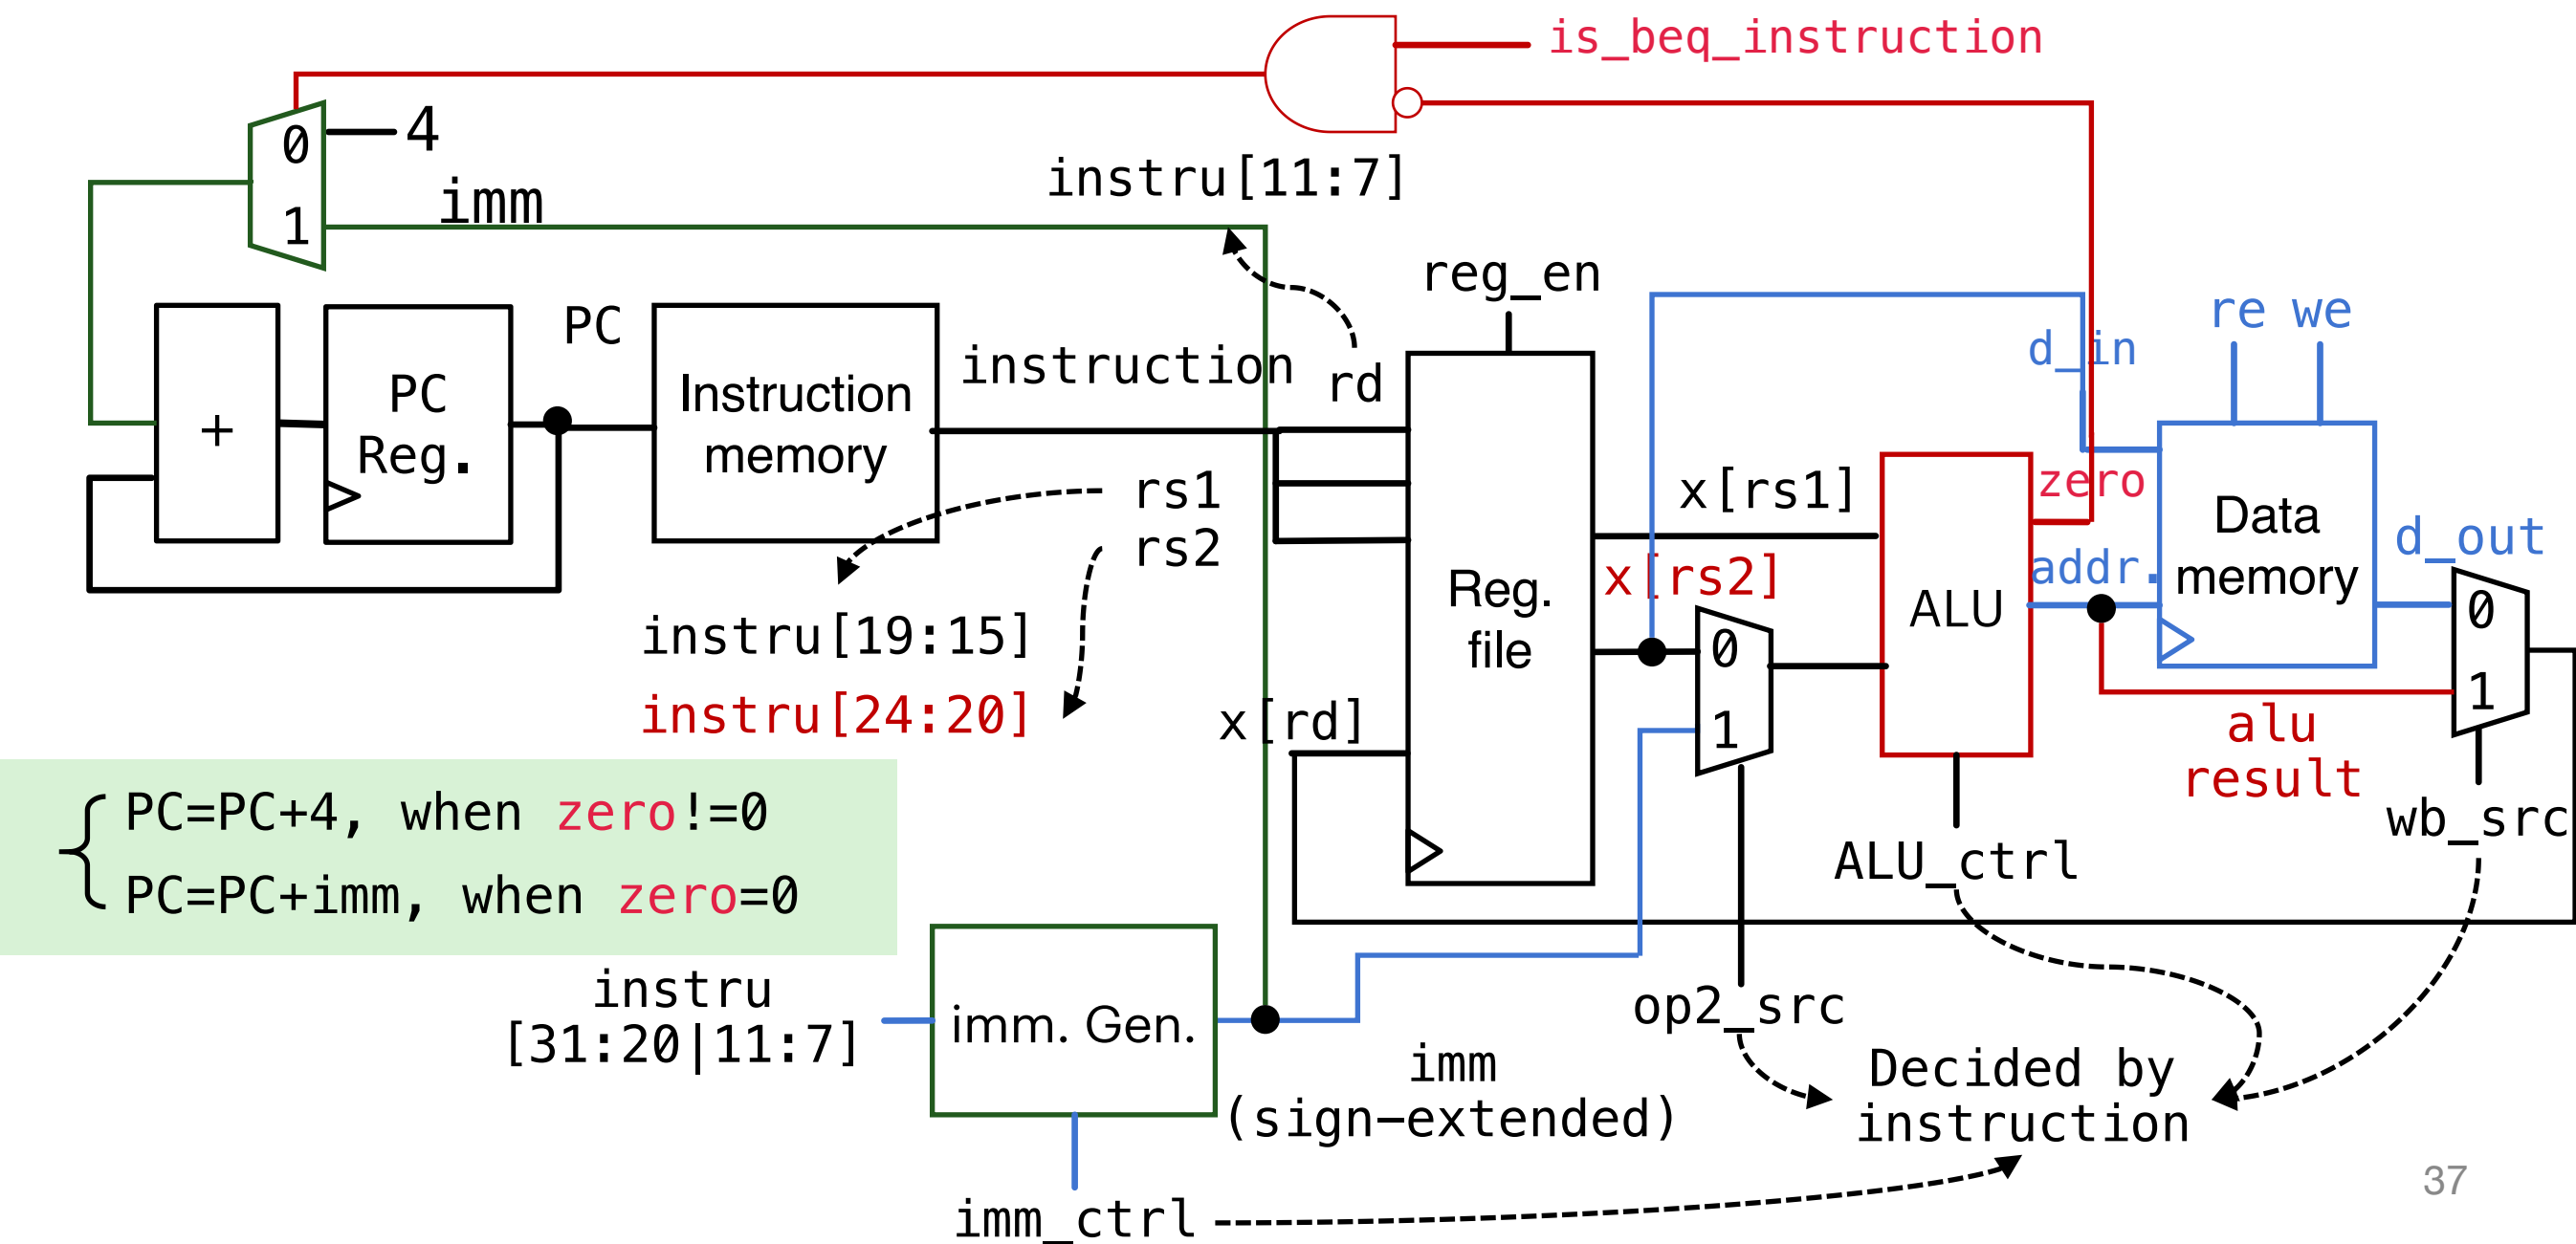 is_beq_instruction
0
4
imm
1
instru[11:7]
reg_en
PC
re we
d_in
+
PC
Reg.
Instruction
memory
instruction
rd
rs1
rs2
x[rs1]
zero
Data
memory
d_out
x[rs2]
addr.
Reg.
file
ALU
0
1
0
1
instru[19:15]
instru[24:20]
x[rd]
alu
result
wb_src
PC=PC+4, when zero!=0
PC=PC+imm, when zero=0
ALU_ctrl
instru
[31:20|11:7]
imm. Gen.
op2_src
imm
(sign-extended)
Decided by
instruction
imm_ctrl
37